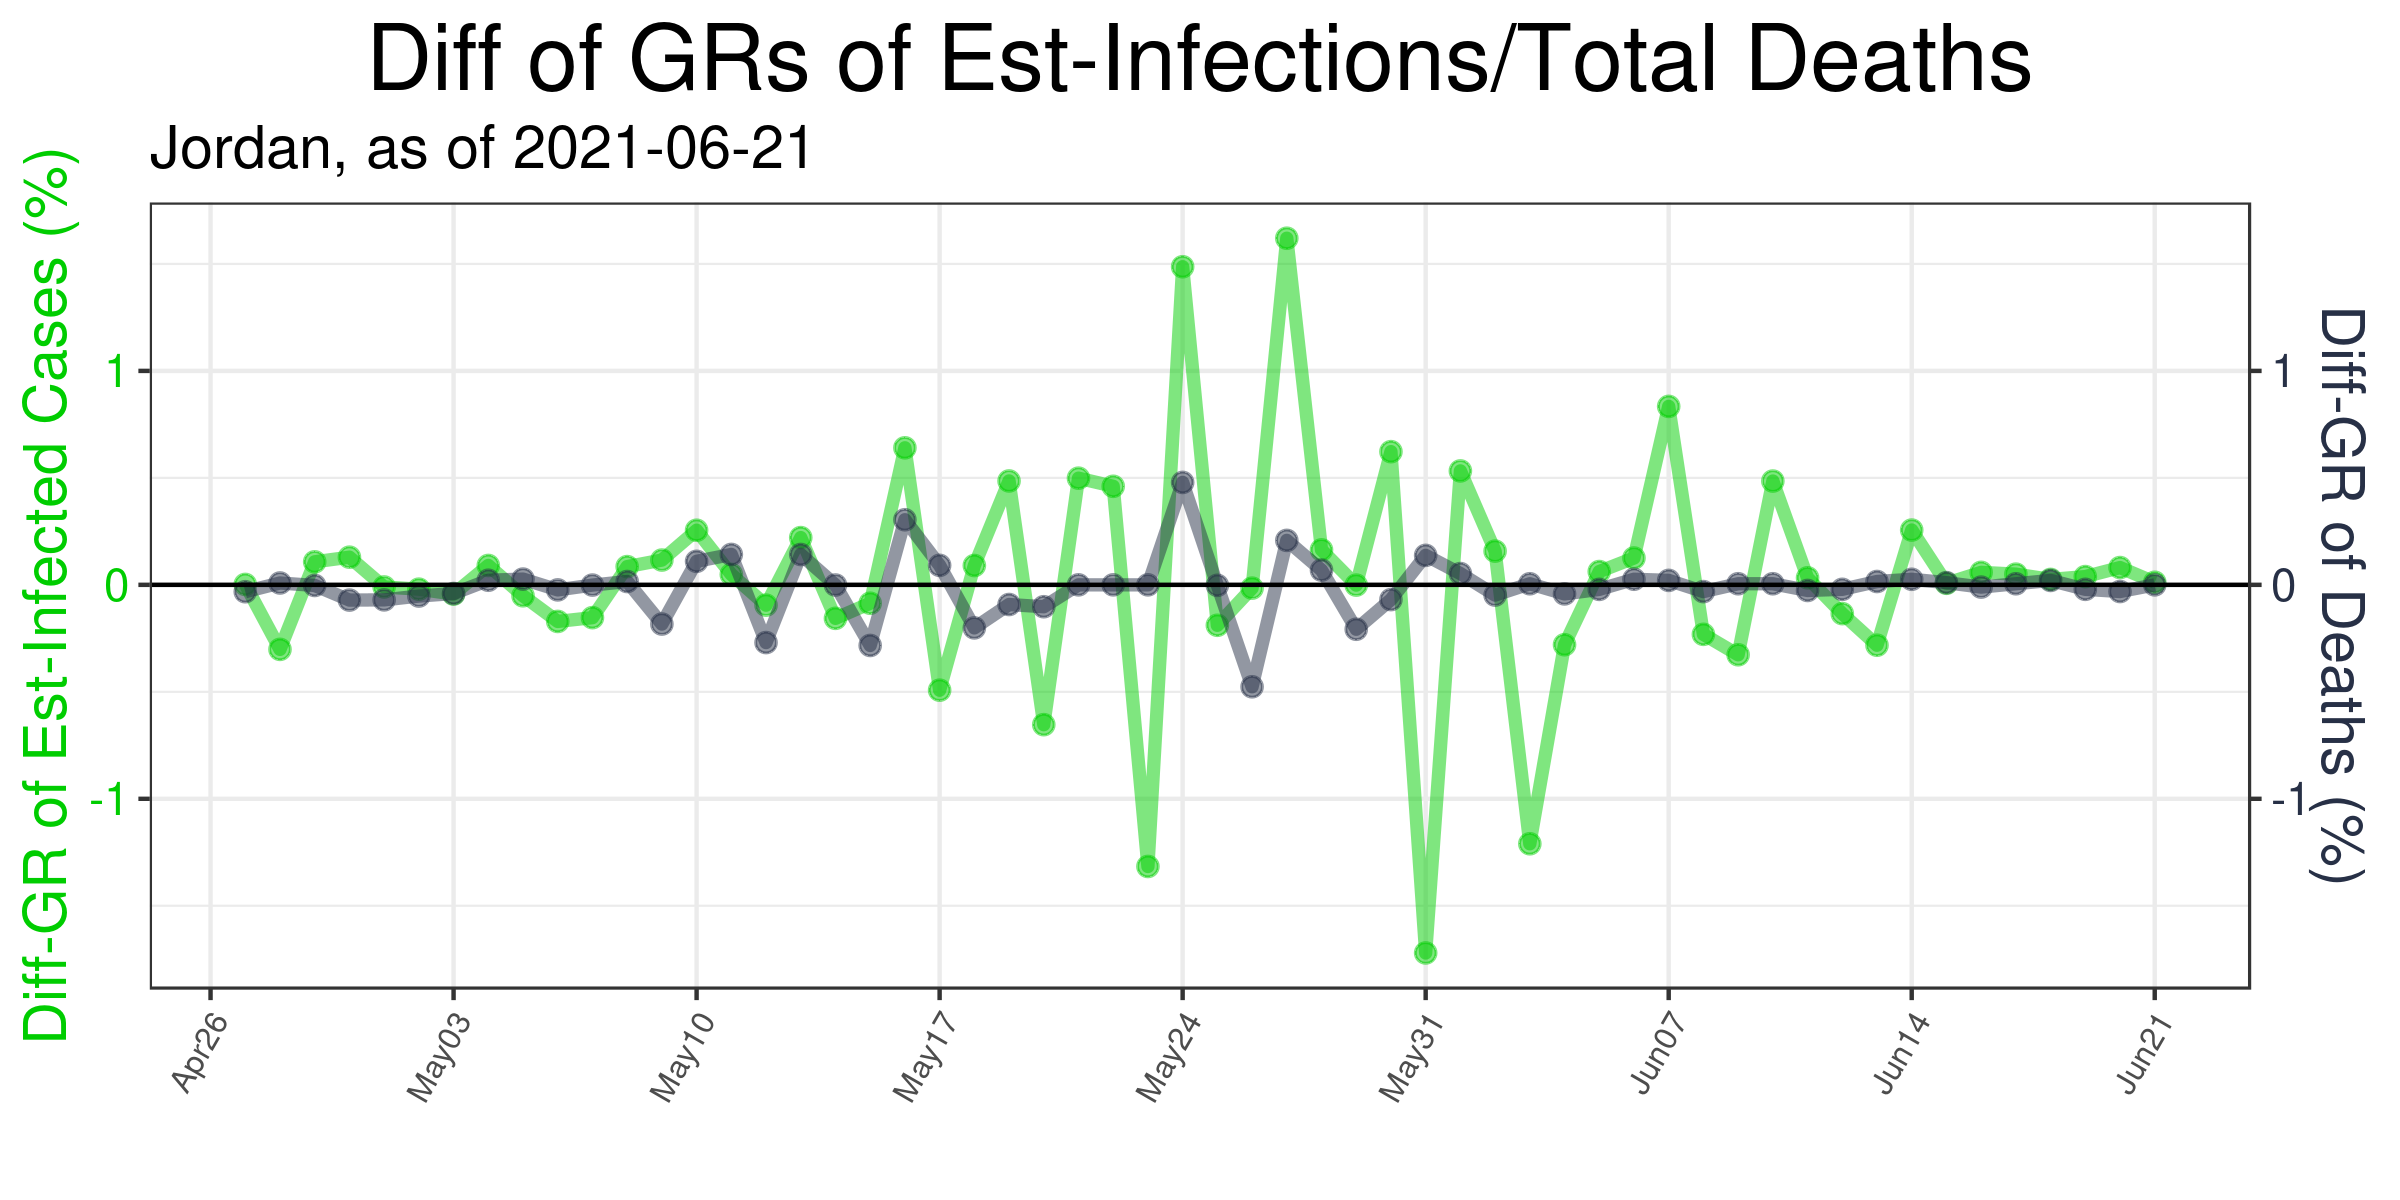 Diff of GRs of Est-Infections/Total Deaths
Jordan, as of 2021-06-21
Diff-GR of Est-Infected Cases (%)
1
0
-1
1
0
-1
Diff-GR of Deaths (%)
Apr26
May03
May10
May17
May24
May31
Jun07
Jun14
Jun21